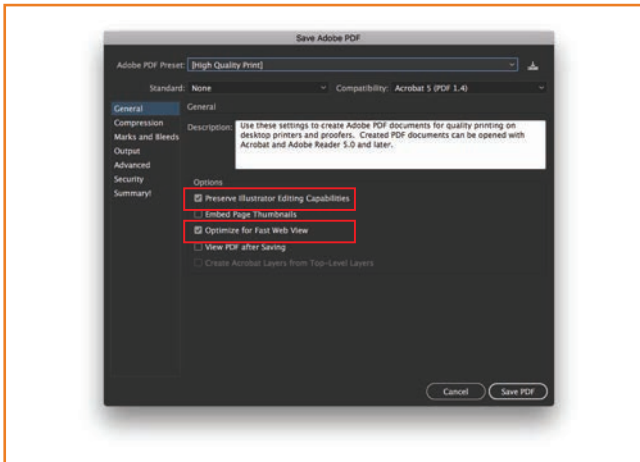 Save Adobe PDF
Adobe PDF Preset: [High Quality Print]
Standard: None Compatibility: Acrobat 5 (PDF 1.4)
General
Compression
Marks and Bleeds
Output
Advanced
Security
Summary!
General
Description: Use these settings to create Adobe PDF documents for quality printing on
desktop printers and proofers. Created PDF documents can be opened with
Acrobat and Adobe Reader 5.0 and later.
Options
Preserve Illustrator Editing Capabilities
Embed Page Thumbnails
Optimize for Fast Web View
View PDF after Saving
Create Acrobat Layers from Top-Level Layers
Cancel Save PDF